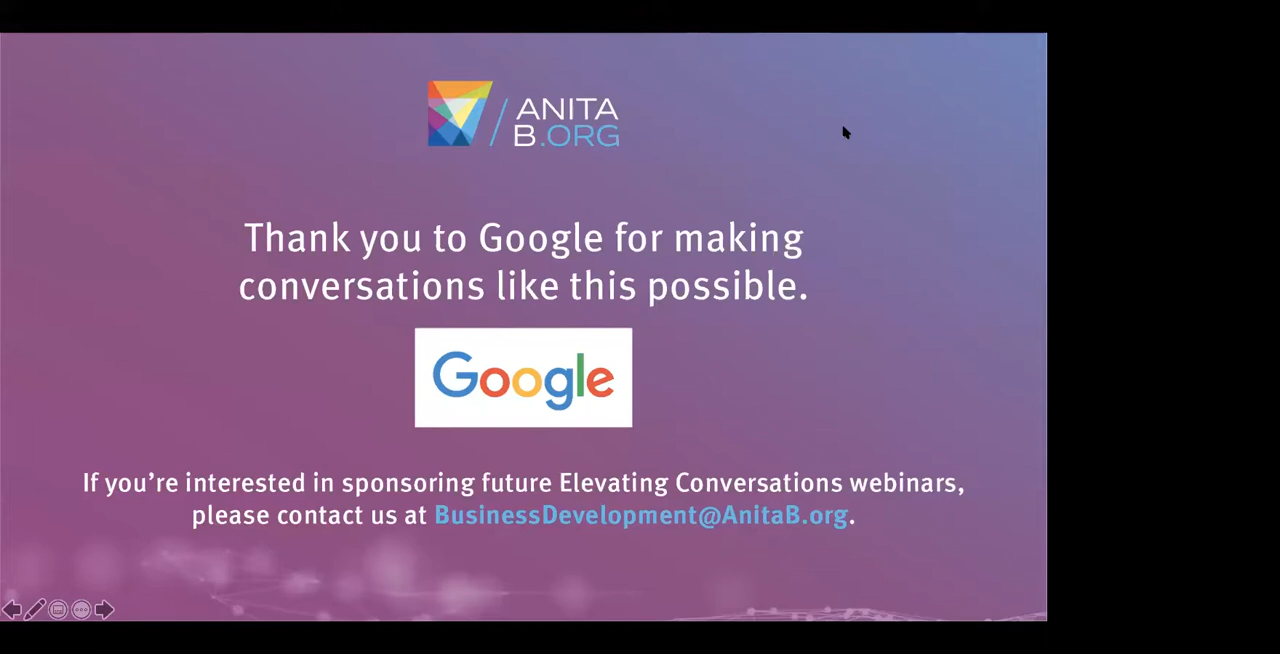 ANITA
B.ORG
Thank you to Google for making
conversations like this possible.
Google
If you’re interested in sponsoring future Elevating Conversations webinars,
please contact us at BusinessDevelopment@AnitaB.org.